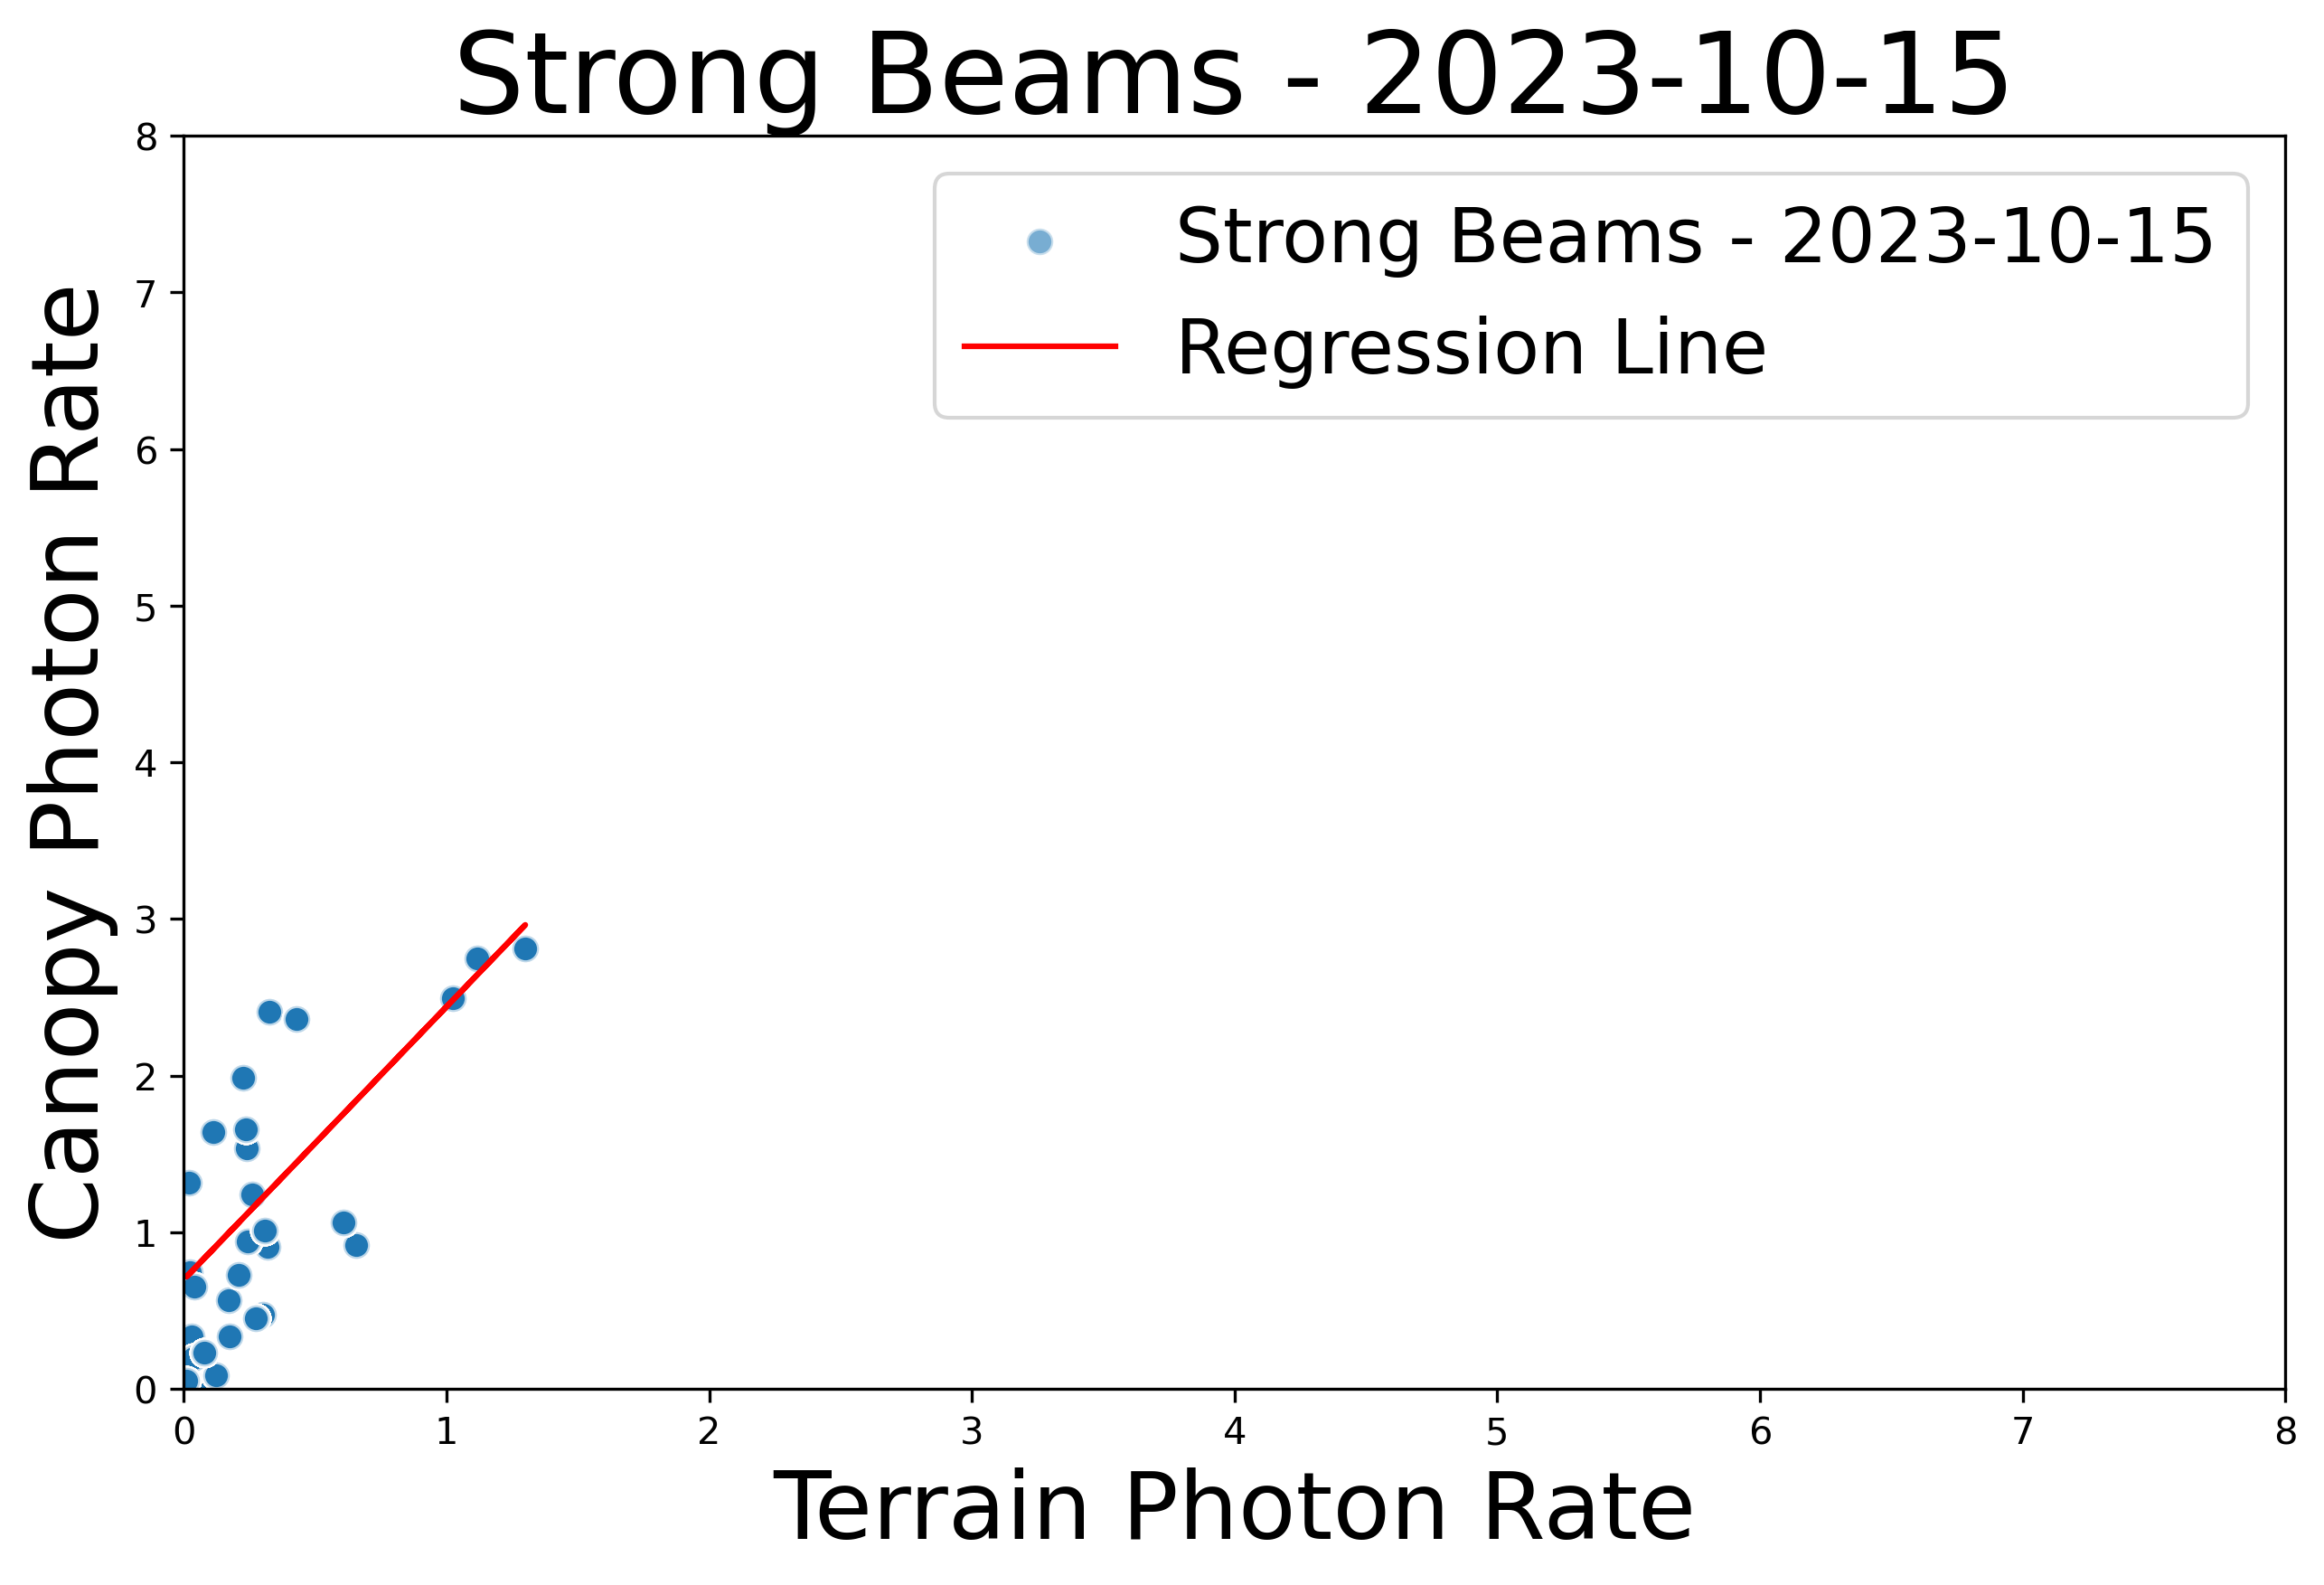 Strong Beams - 2023-10-15
Strong Beams - 2023-10-15
Regression Line
Canopy Photon Rate
8
7
6
5
4
3
2
1
0
0 1 2 3 4 5 6 7 8
Terrain Photon Rate